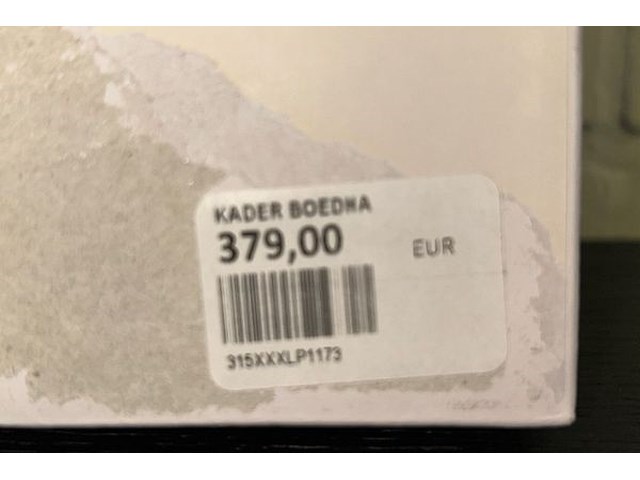 KADER BOEDHA
379,00 EUR
315XXXLP1173